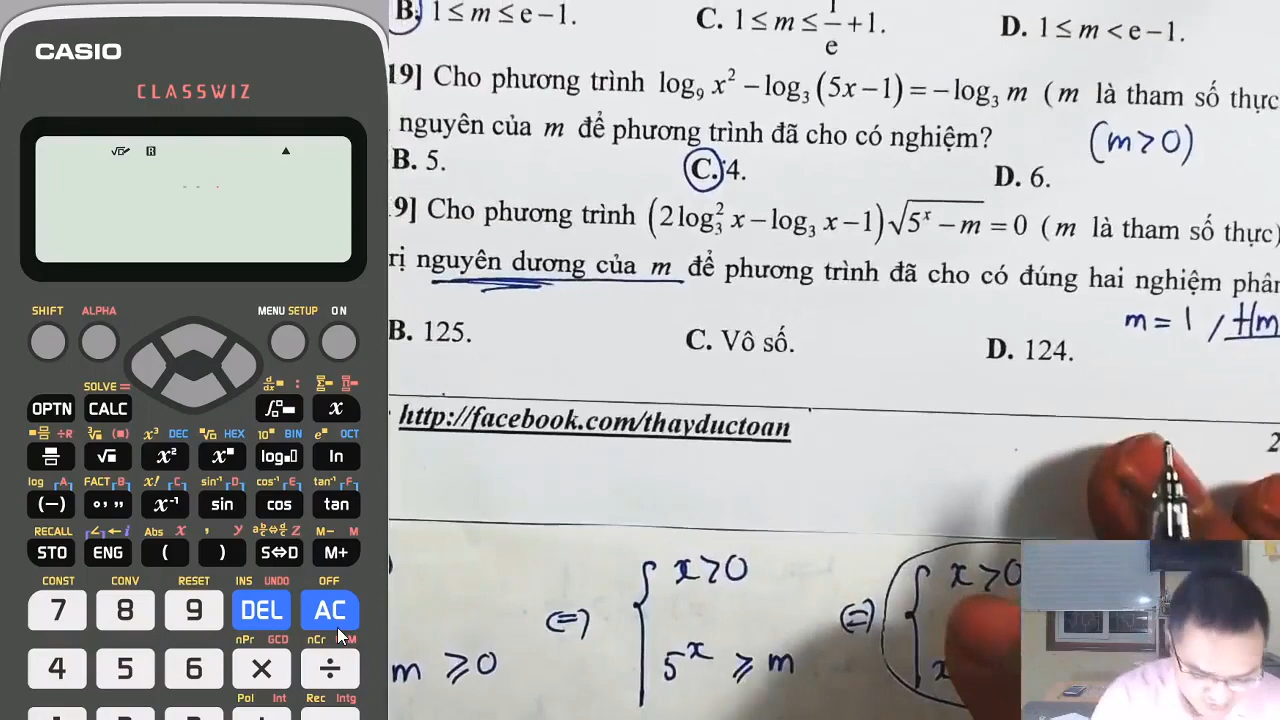 CASIO
CLASSWIZ
SHIFT ALPHA MENU SETUP ON
SOLVE =
OPTN CALC x
x³ DEC HEX 10^■ BIN e^■ OCT
√■ x² x^■ log■□ ln
log A FACT B x! C sin⁻¹ D cos⁻¹ E tan⁻¹ F
(−) x⁻¹ sin cos tan
RECALL ∠ ← i Abs x , y Z M− M
STO ENG ( ) S⇔D M+
CONST CONV RESET INS UNDO OFF
7 8 9 DEL AC
nPr GCD nCr
4 5 6 × ÷
Pol Int Rec Intg
B. 1 ≤ m ≤ e − 1. C. 1 ≤ m ≤ 1/e + 1. D. 1 ≤ m < e − 1.
19] Cho phương trình log₉ x² − log₃ (5x − 1) = − log₃ m ( m là tham số thực
nguyên của m để phương trình đã cho có nghiệm? (m > 0)
B. 5. C. 4. D. 6.
9] Cho phương trình (2 log₃² x − log₃ x − 1) √(5ˣ − m) = 0 ( m là tham số thực)
rị nguyên dương của m để phương trình đã cho có đúng hai nghiệm phân
m = 1 / +m
B. 125. C. Vô số. D. 124.
http://facebook.com/thayductoan
2
⇔ { x > 0 ⇔ { x > 0
m ≥ 0 5ˣ ≥ m x